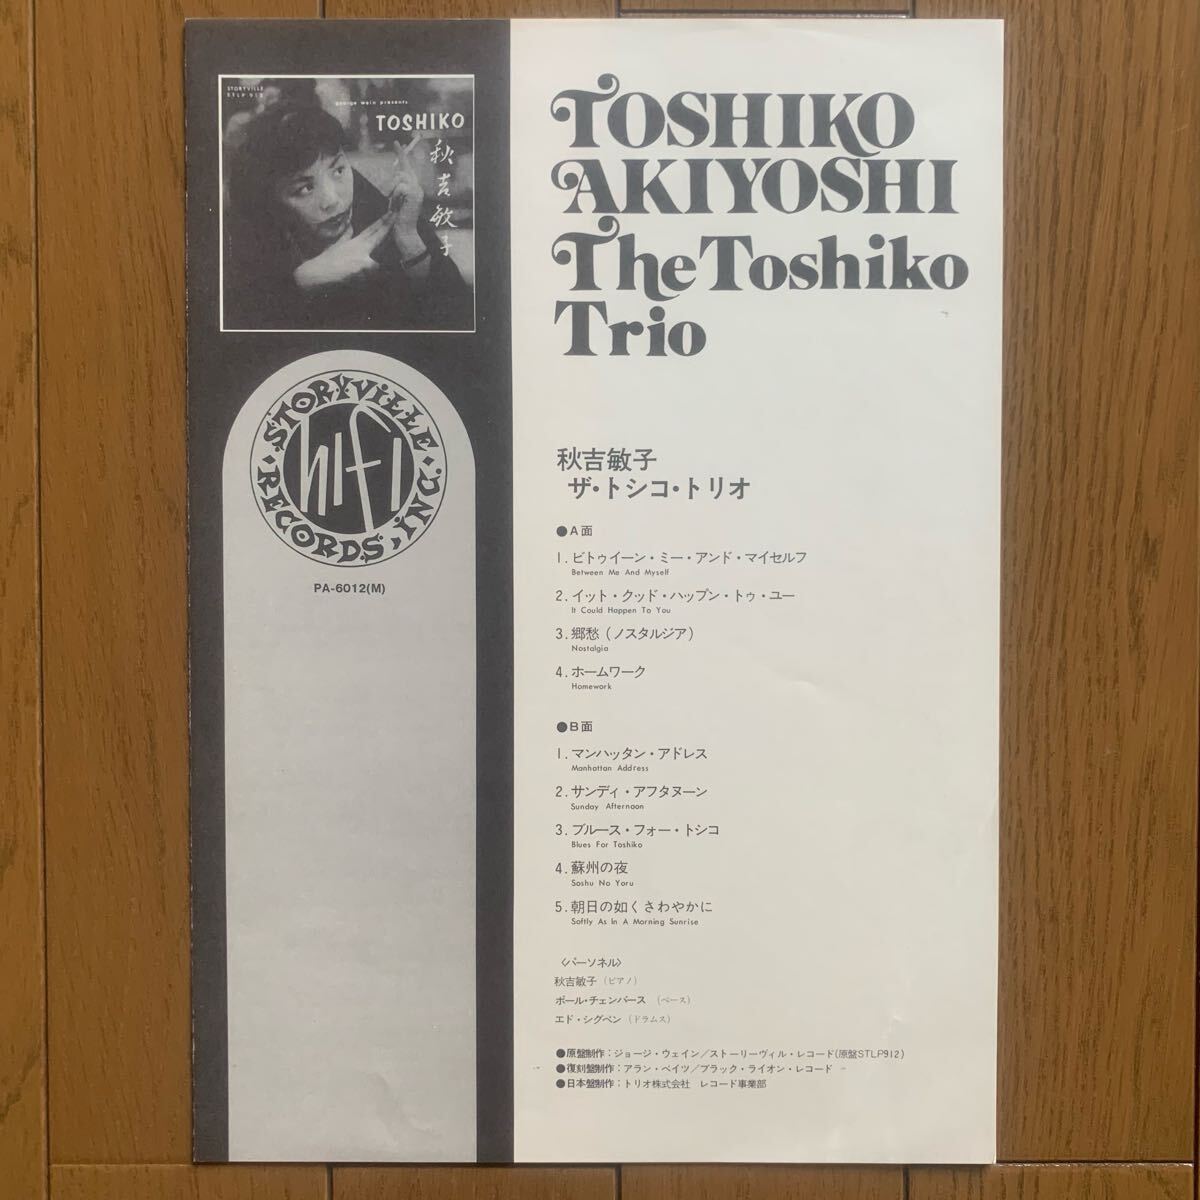 STORYVILLE
STLP 912
george wein presents
TOSHIKO
秋吉敏子
STORYVILLE
hifi
RECORDS, INC.
PA-6012(M)
TOSHIKO
AKIYOSHI
The Toshiko
Trio
秋吉敏子
ザ・トシコ・トリオ
●A面
1. ビトゥイーン・ミー・アンド・マイセルフ
Between Me And Myself
2. イット・クッド・ハップン・トゥ・ユー
It Could Happen To You
3. 郷愁(ノスタルジア)
Nostalgia
4. ホームワーク
Homework
●B面
1. マンハッタン・アドレス
Manhattan Address
2. サンディ・アフタヌーン
Sunday Afternoon
3. ブルース・フォー・トシコ
Blues For Toshiko
4. 蘇州の夜
Soshu No Yoru
5. 朝日の如くさわやかに
Softly As In A Morning Sunrise
〈パーソネル〉
秋吉敏子(ピアノ)
ポール・チェンバース (ベース)
エド・シグペン(ドラムス)
●原盤制作:ジョージ・ウェイン/ストーリーヴィル・レコード(原盤STLP912)
●復刻盤制作:アラン・ベイツ/ブラック・ライオン・レコード
●日本盤制作:トリオ株式会社 レコード事業部